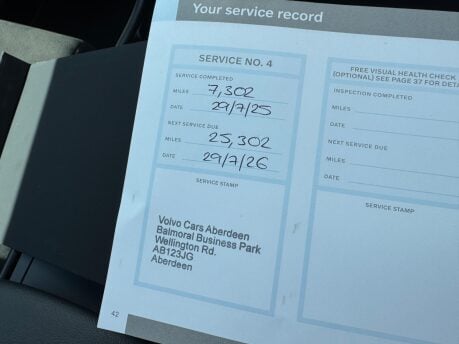 Your service record
SERVICE NO. 4
SERVICE COMPLETED
MILES 7,302
DATE 29/7/25
NEXT SERVICE DUE
MILES 25,302
DATE 29/7/26
SERVICE STAMP
Volvo Cars Aberdeen
Balmoral Business Park
Wellington Rd.
AB123JG
Aberdeen
42
FREE VISUAL HEALTH CHECK
(OPTIONAL) SEE PAGE 37 FOR DETA
INSPECTION COMPLETED
MILES
DATE
NEXT SERVICE DUE
MILES
DATE
SERVICE STAMP